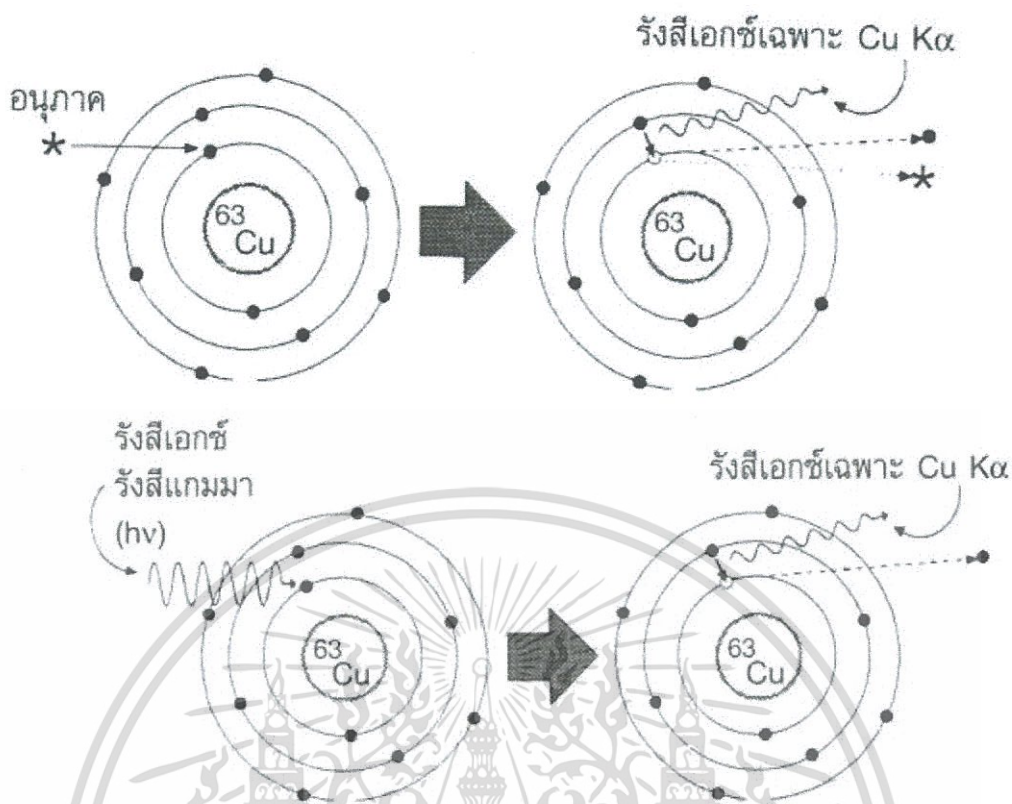 รังสีเอกซ์เฉพาะ Cu Kα
อนุภาค
*
*
63
Cu
63
Cu
รังสีเอกซ์
รังสีแกมมา
(hν)
รังสีเอกซ์เฉพาะ Cu Kα
63
Cu
63
Cu